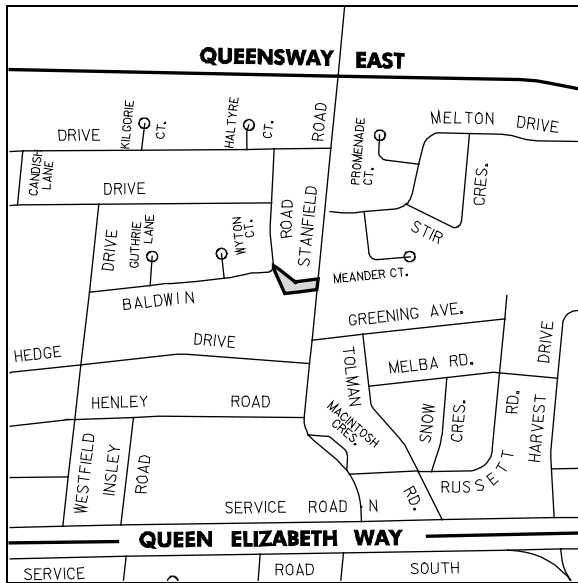 QUEENSWAY EAST
KILGORIE CT.
HALTYRE CT.
ROAD
MELTON DRIVE
DRIVE
PROMENADE CT.
CANDISH LANE
DRIVE
CRES.
DRIVE
GUTHRIE LANE
WYTON CT.
ROAD
STANFIELD
STIR
MEANDER CT.
BALDWIN
GREENING AVE.
HEDGE DRIVE
TOLMAN
MELBA RD.
DRIVE
HENLEY ROAD
MACINTOSH CRES.
SNOW CRES.
RD.
HARVEST
WESTFIELD
INSLEY ROAD
RUSSETT
RD.
SERVICE ROAD N
QUEEN ELIZABETH WAY
SERVICE ROAD SOUTH